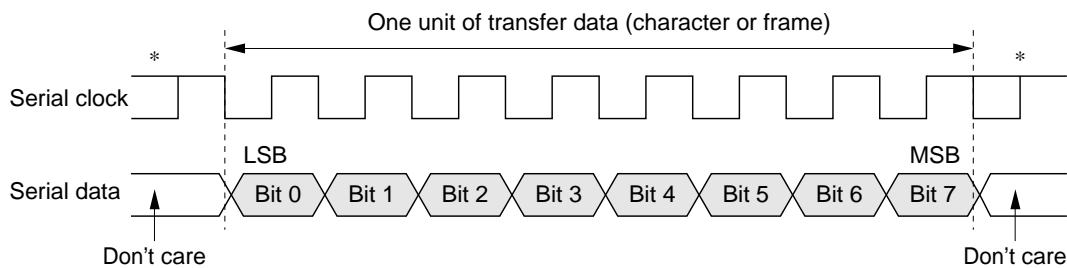 One unit of transfer data (character or frame)
* *
Serial clock
LSB MSB
Serial data Bit 0 Bit 1 Bit 2 Bit 3 Bit 4 Bit 5 Bit 6 Bit 7
Don't care Don't care